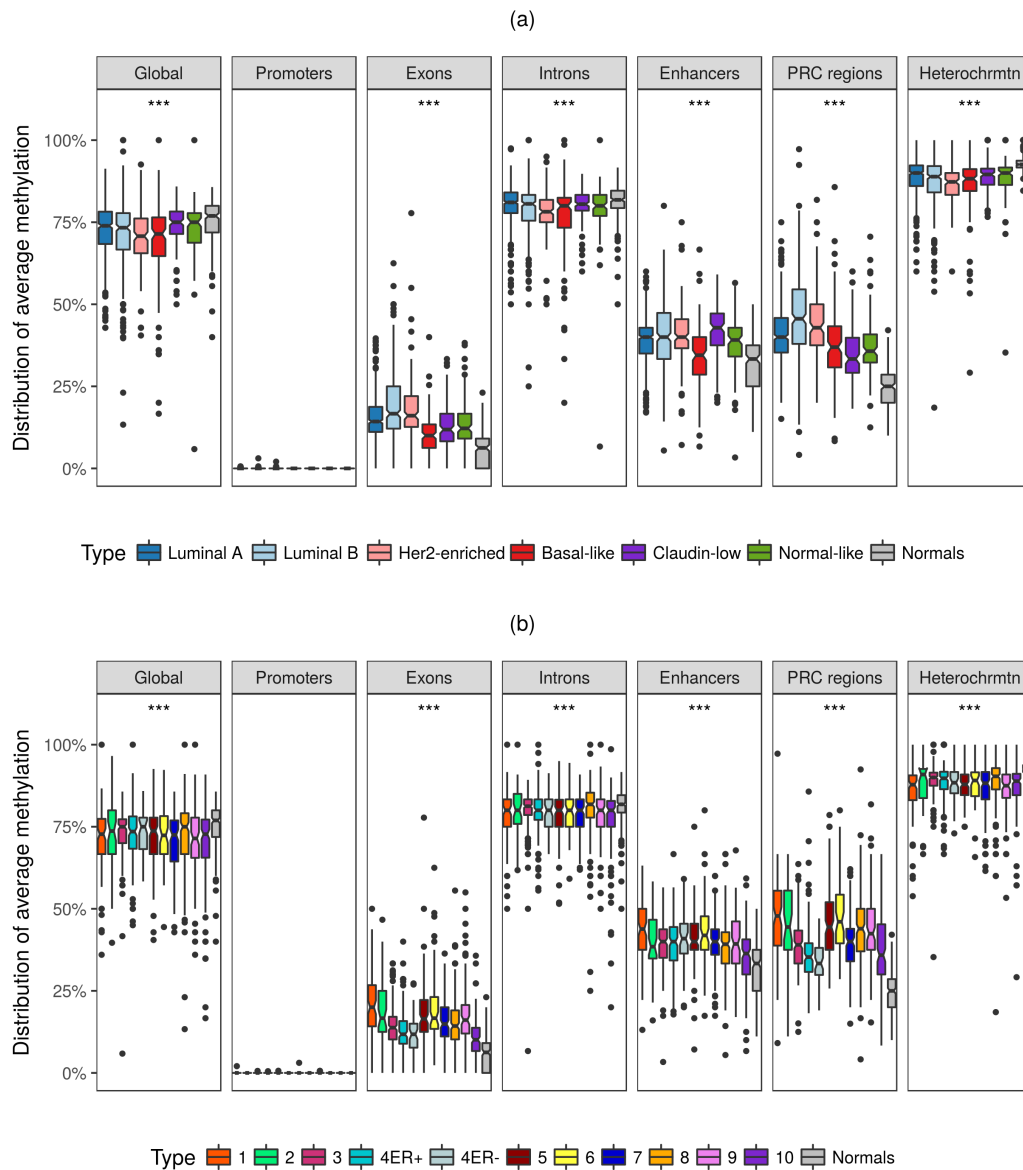 (a)
Global Promoters Exons Introns Enhancers PRC regions Heterochrmtn
*** *** *** *** *** ***
100%
75%
50%
25%
0%
Distribution of average methylation
Type Luminal A Luminal B Her2-enriched Basal-like Claudin-low Normal-like Normals
(b)
Global Promoters Exons Introns Enhancers PRC regions Heterochrmtn
*** *** *** *** *** ***
100%
75%
50%
25%
0%
Distribution of average methylation
Type 1 2 3 4ER+ 4ER- 5 6 7 8 9 10 Normals